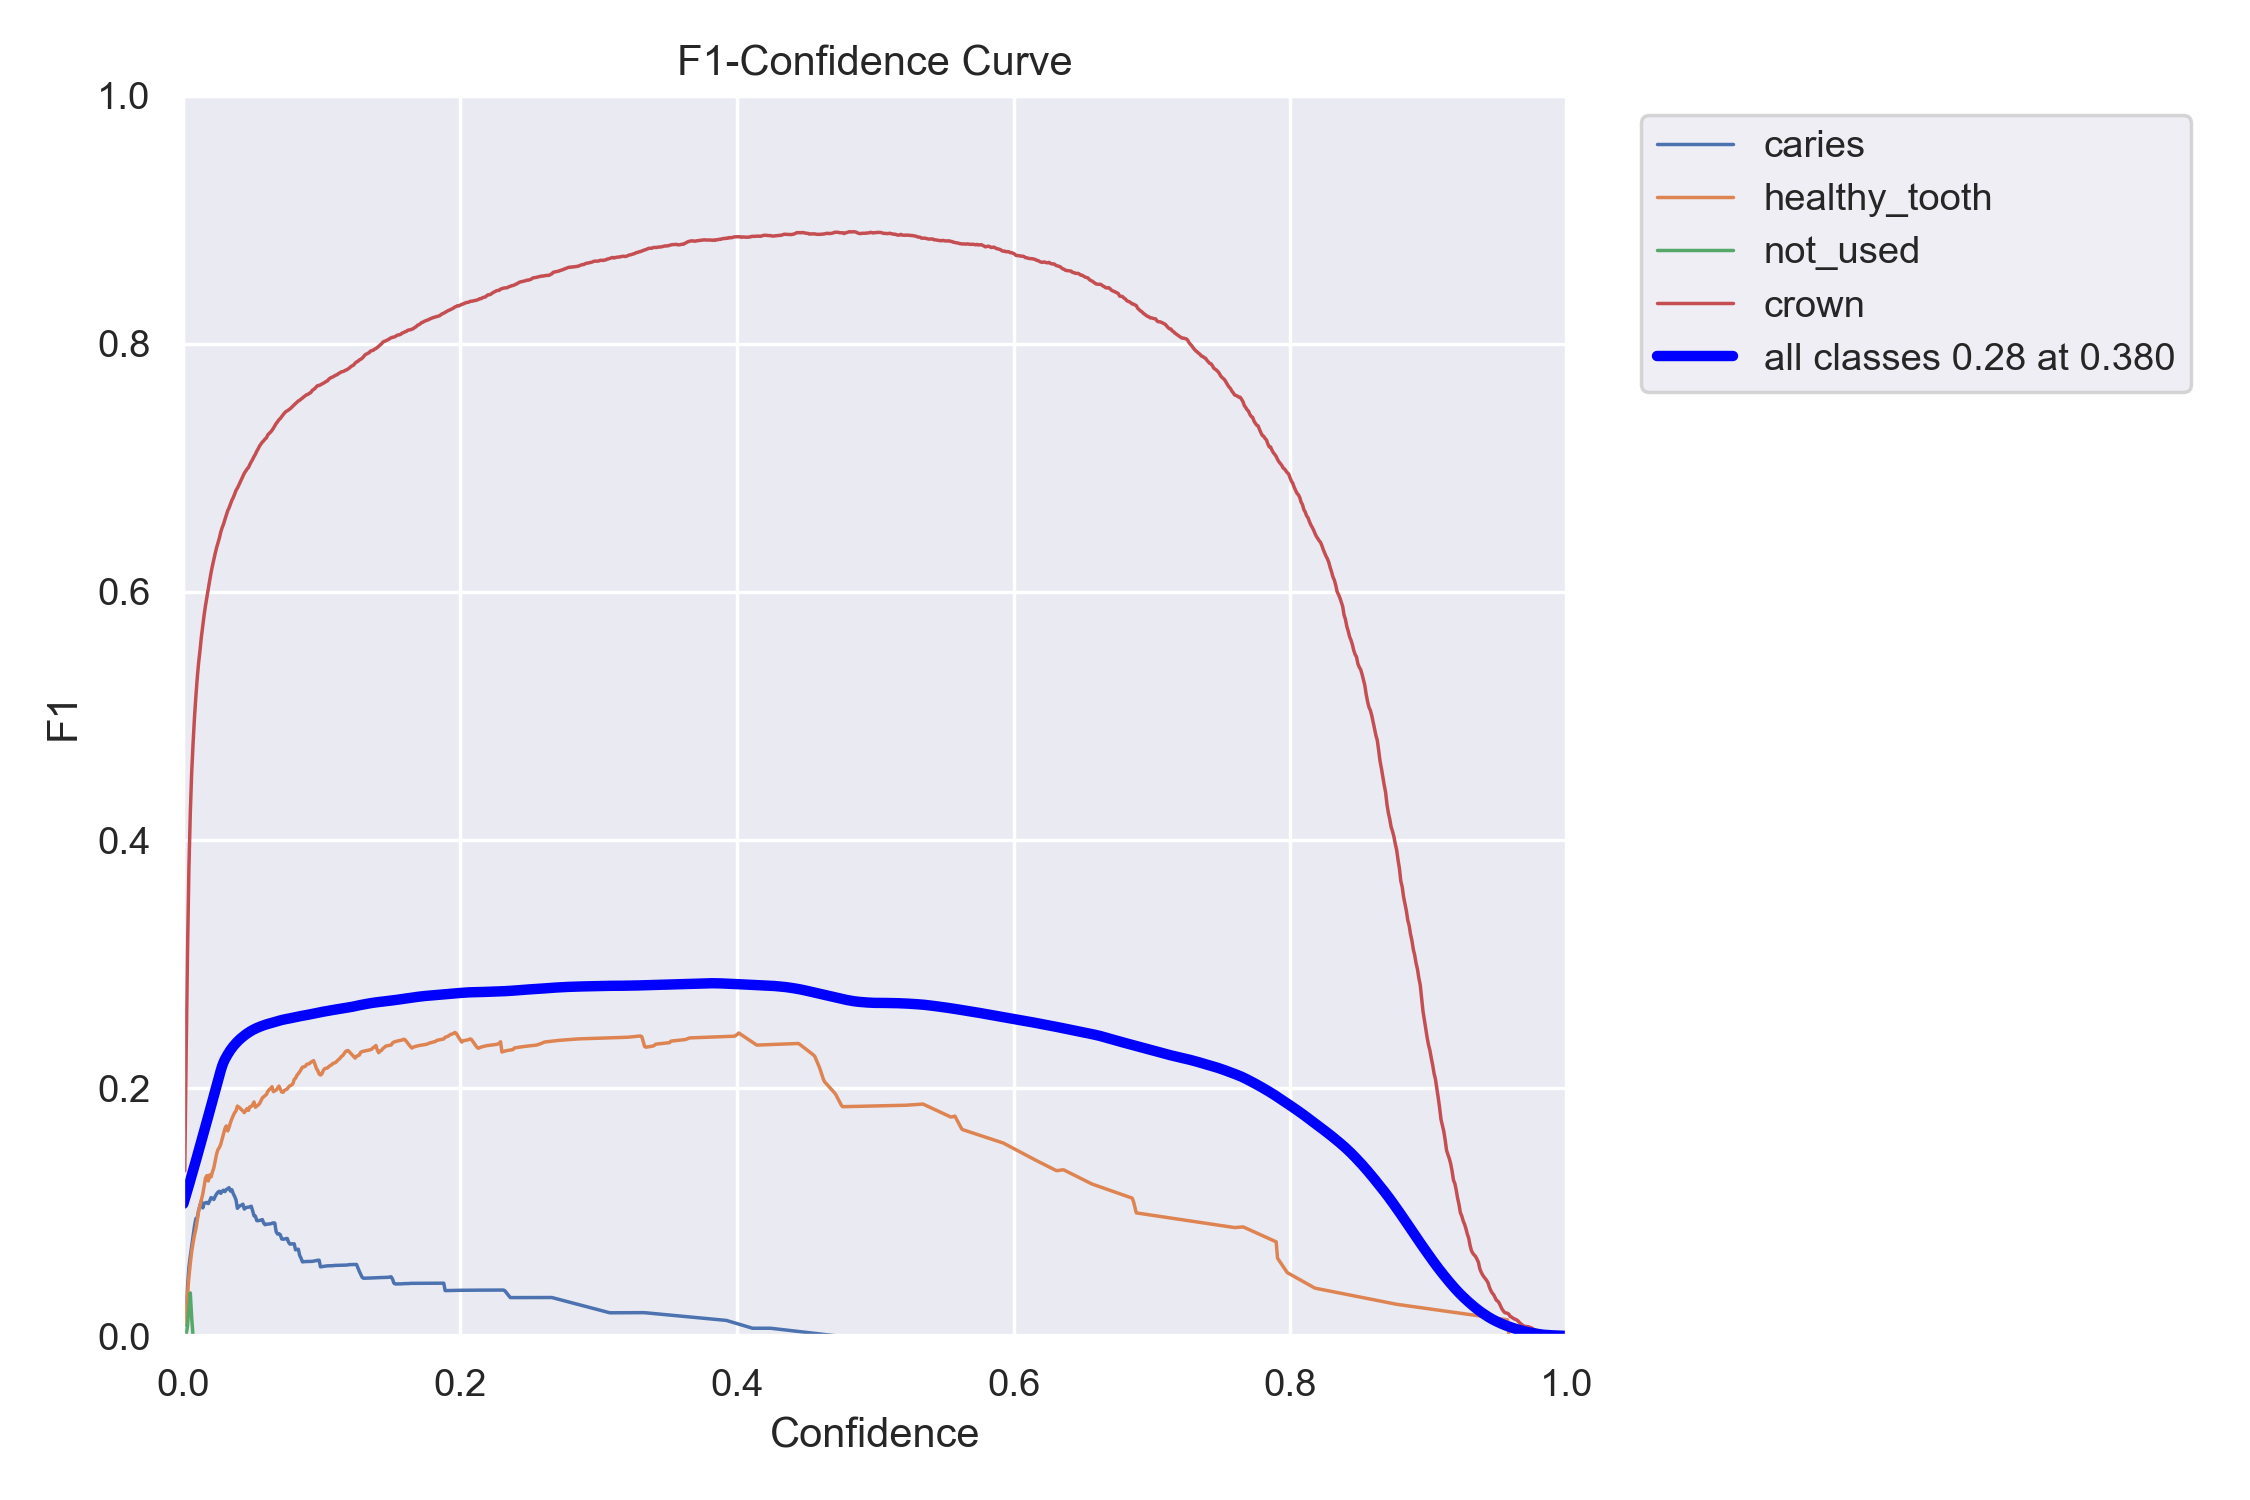 F1-Confidence Curve
1.0
0.8
0.6
0.4
0.2
0.0
F1
0.0 0.2 0.4 0.6 0.8 1.0
Confidence
caries
healthy_tooth
not_used
crown
all classes 0.28 at 0.380